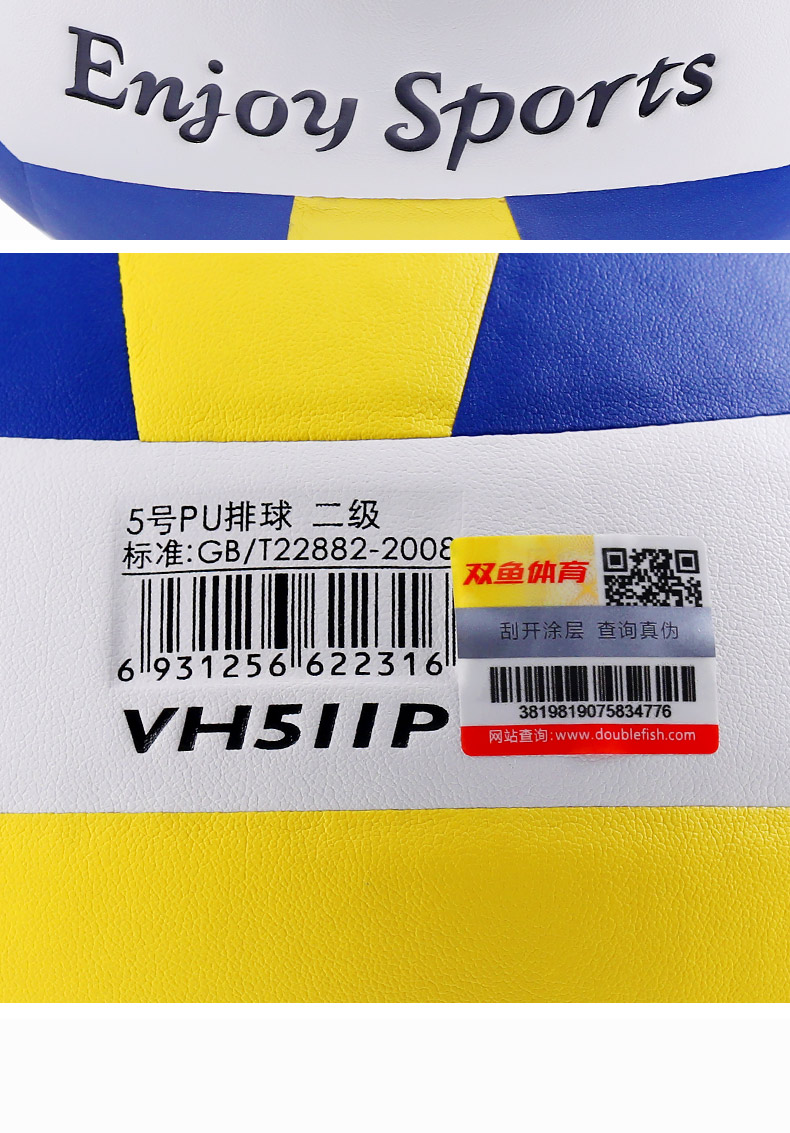 Enjoy Sports
5号PU排球 二级
标准:GB/T22882-2008
6 931256 622316
VH511P
双鱼体育
刮开涂层 查询真伪
3819819075834776
网站查询:www.doublefish.com